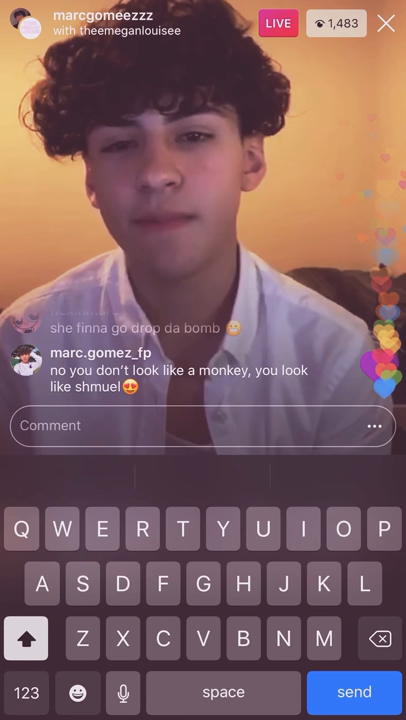 marcgomeezzz
with theemeganlouisee
LIVE
1,483
she finna go drop da bomb 😬
marc.gomez_fp
no you don't look like a monkey, you look
like shmuel😍
Comment
Q W E R T Y U I O P
A S D F G H J K L
Z X C V B N M
123
space
send